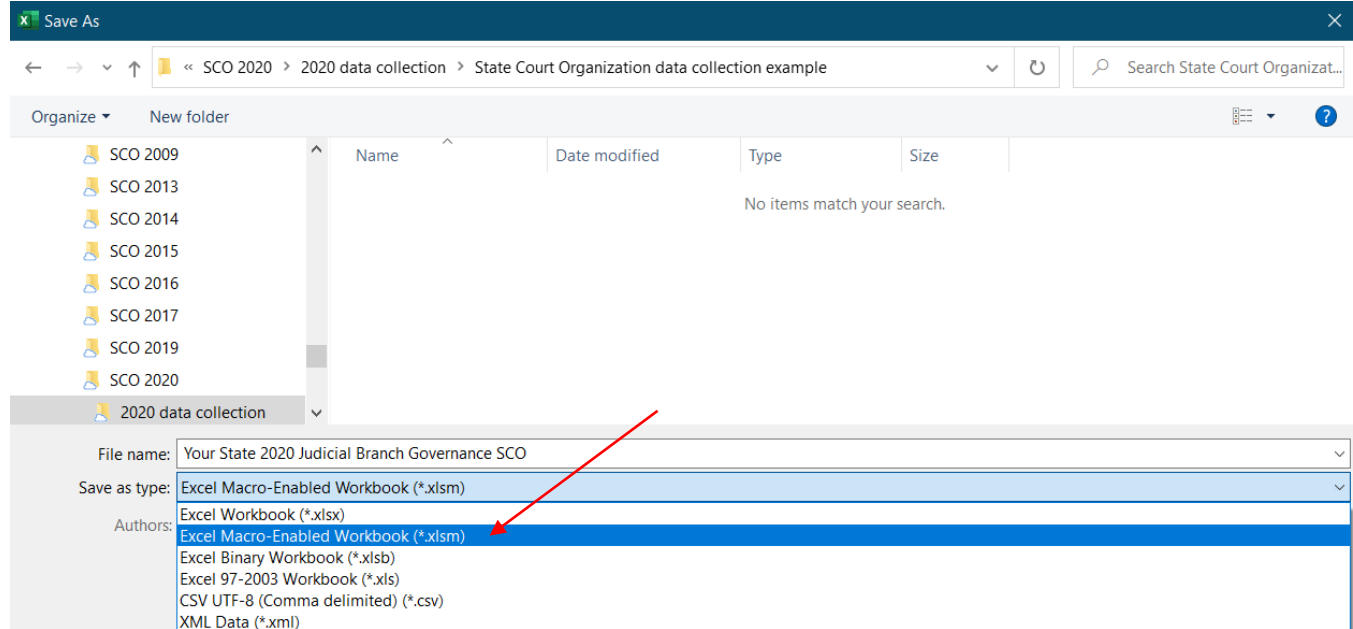 Save As
« SCO 2020 > 2020 data collection > State Court Organization data collection example
Search State Court Organizat...
Organize New folder
?
Name Date modified Type Size
No items match your search.
SCO 2009
SCO 2013
SCO 2014
SCO 2015
SCO 2016
SCO 2017
SCO 2019
SCO 2020
2020 data collection
File name: Your State 2020 Judicial Branch Governance SCO
Save as type: Excel Macro-Enabled Workbook (*.xlsm)
Authors:
Excel Workbook (*.xlsx)
Excel Macro-Enabled Workbook (*.xlsm)
Excel Binary Workbook (*.xlsb)
Excel 97-2003 Workbook (*.xls)
CSV UTF-8 (Comma delimited) (*.csv)
XML Data (*.xml)